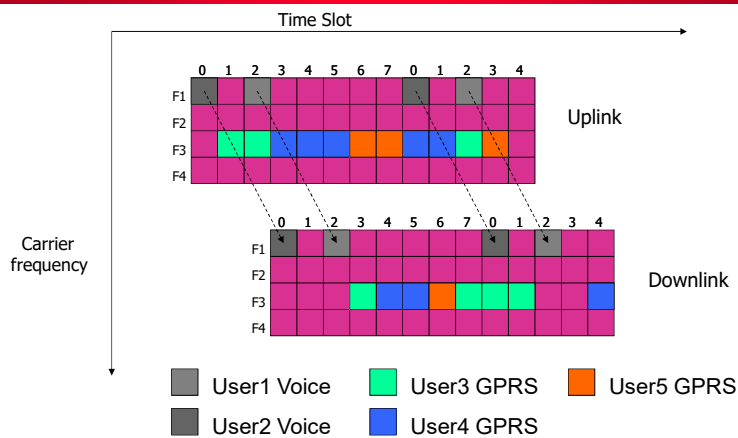 Time Slot
0 1 2 3 4 5 6 7 0 1 2 3 4
F1
F2
F3
F4
Uplink
0 1 2 3 4 5 6 7 0 1 2 3 4
F1
F2
F3
F4
Downlink
Carrier
frequency
User1 Voice
User3 GPRS
User5 GPRS
User2 Voice
User4 GPRS